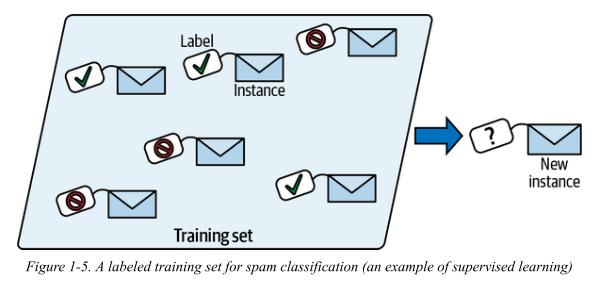 Label
Instance
?
New
instance
Training set
Figure 1-5. A labeled training set for spam classification (an example of supervised learning)